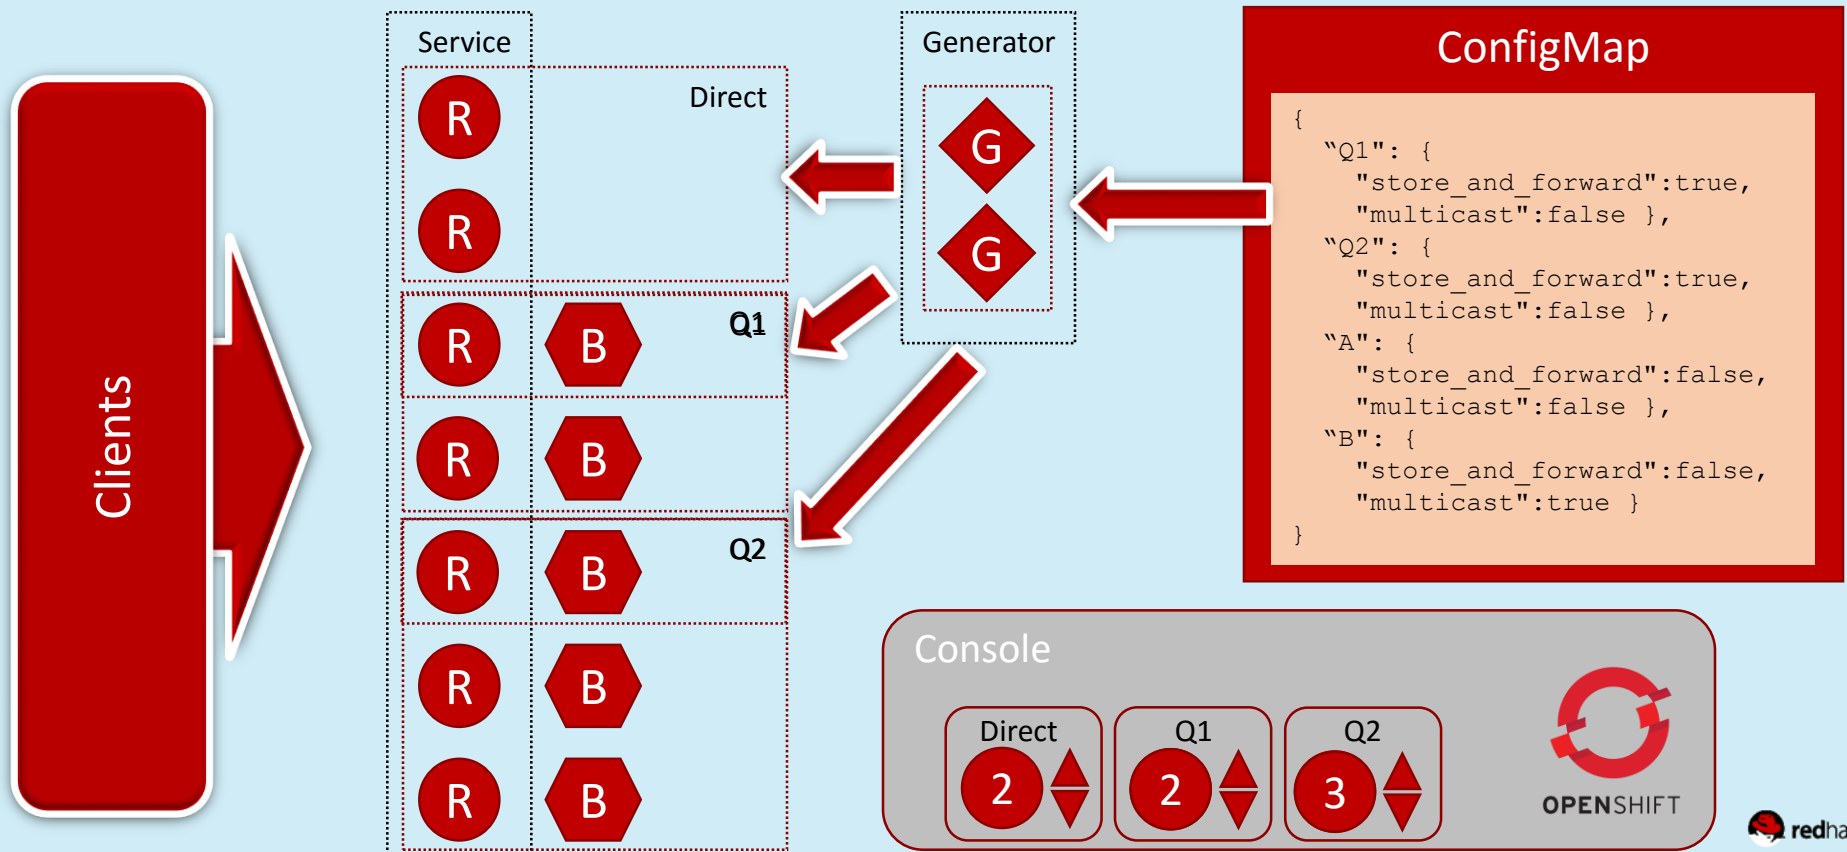 Clients
Service
Direct
R
R
R
B
Q1
R
B
R
B
Q2
R
B
R
B
Generator
G
G
ConfigMap
{
“Q1": {
"store_and_forward":true,
"multicast":false },
“Q2": {
"store_and_forward":true,
"multicast":false },
“A": {
"store_and_forward":false,
"multicast":false },
“B": {
"store_and_forward":false,
"multicast":true }
}
Console
Direct
2
Q1
2
Q2
3
OPENSHIFT
redha